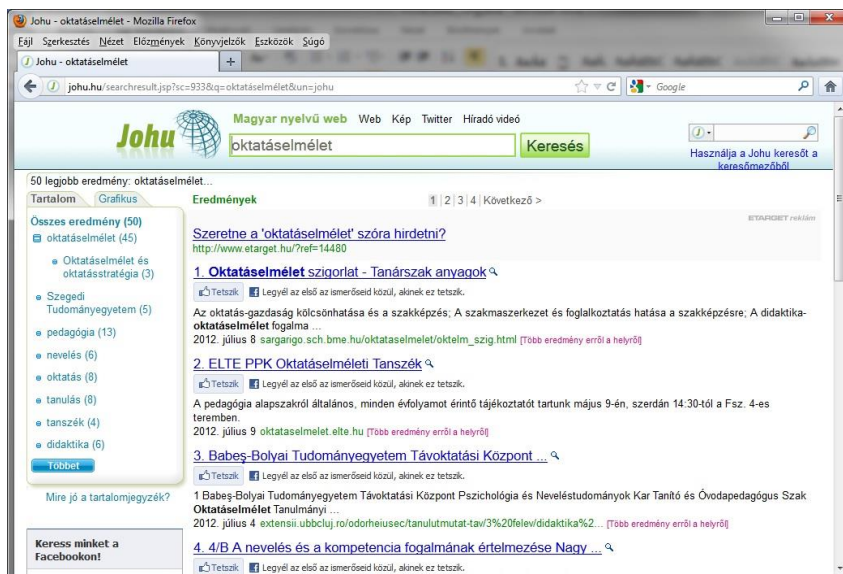 Johu - oktatáselmélet - Mozilla Firefox
Fájl Szerkesztés Nézet Előzmények Könyvjelzők Eszközök Súgó
Johu - oktatáselmélet
johu.hu/searchresult.jsp?sc=933&q=oktatáselmélet&un=johu
Google
Johu
Magyar nyelvű web Web Kép Twitter Híradó videó
oktatáselmélet
Keresés
Használja a Johu keresőt a
keresőmezőből
50 legjobb eredmény: oktatáselmélet...
Tartalom Grafikus
Összes eredmény (50)
oktatáselmélet (45)
Oktatáselmélet és
oktatásstratégia (3)
Szegedi
Tudományegyetem (5)
pedagógia (13)
nevelés (6)
oktatás (8)
tanulás (8)
tanszék (4)
didaktika (6)
Többet
Mire jó a tartalomjegyzék?
Keress minket a
Facebookon!
Eredmények 1 | 2 | 3 | 4 | Következő >
ETARGET reklám
Szeretne a 'oktatáselmélet' szóra hirdetni?
http://www.etarget.hu/?ref=14480
1. Oktatáselmélet szigorlat - Tanárszak anyagok
Tetszik Legyél az első az ismerőseid közül, akinek ez tetszik.
Az oktatás-gazdaság kölcsönhatása és a szakképzés; A szakmaszerkezet és foglalkoztatás hatása a szakképzésre; A didaktika-
oktatáselmélet fogalma ...
2012. július 8 sargarigo.sch.bme.hu/oktataselmelet/oktelm_szig.html [Több eredmény erről a helyről]
2. ELTE PPK Oktatáselméleti Tanszék
Tetszik Legyél az első az ismerőseid közül, akinek ez tetszik.
A pedagógia alapszakról általános, minden évfolyamot érintő tájékoztatót tartunk május 9-én, szerdán 14:30-tól a Fsz. 4-es
teremben.
2012. július 9 oktataselmelet.elte.hu [Több eredmény erről a helyről]
3. Babeş-Bolyai Tudományegyetem Távoktatási Központ ...
Tetszik Legyél az első az ismerőseid közül, akinek ez tetszik.
1 Babeş-Bolyai Tudományegyetem Távoktatási Központ Pszichológia és Neveléstudományok Kar Tanító és Óvodapedagógus Szak
Oktatáselmélet Tanulmányi ...
2012. július 4 extensii.ubbcluj.ro/odorheiusec/tanulutmutat-tav/3%20felev/didaktika%2... [Több eredmény erről a helyről]
4. 4/B A nevelés és a kompetencia fogalmának értelmezése Nagy ...
Tetszik Legyél az első az ismerőseid közül, akinek ez tetszik.